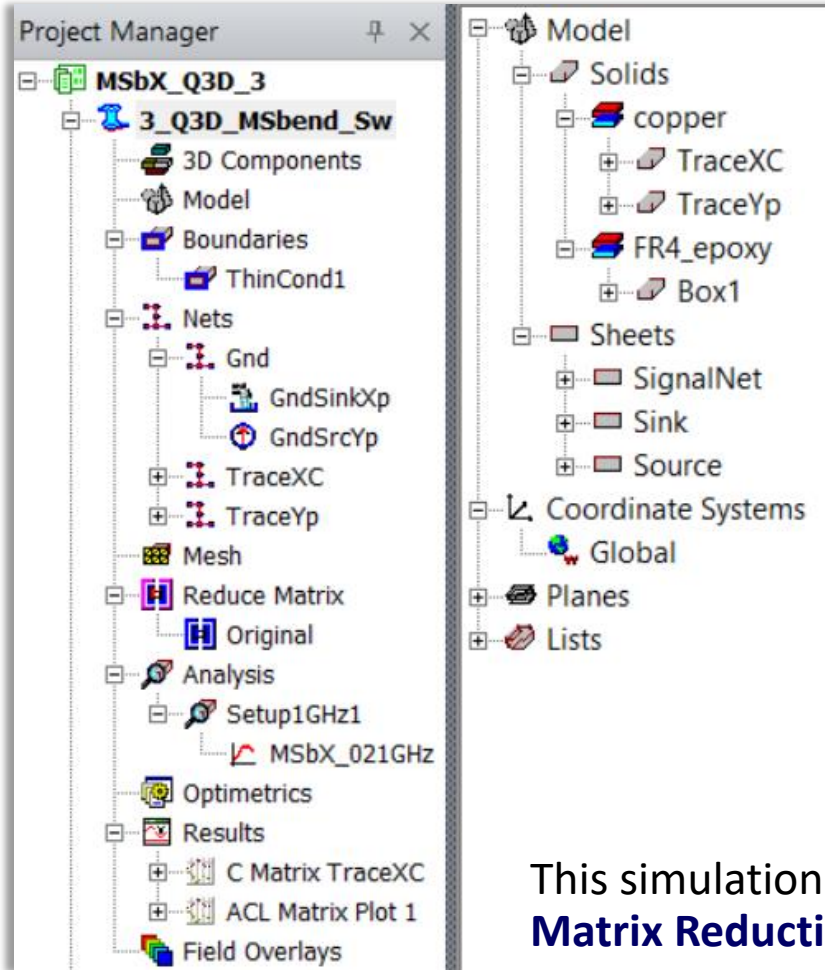 Project Manager
MSbX_Q3D_3
3_Q3D_MSbend_Sw
3D Components
Model
Boundaries
ThinCond1
Nets
Gnd
GndSinkXp
GndSrcYp
TraceXC
TraceYp
Mesh
Reduce Matrix
Original
Analysis
Setup1GHz1
MSbX_021GHz
Optimetrics
Results
C Matrix TraceXC
ACL Matrix Plot 1
Field Overlays
Model
Solids
copper
TraceXC
TraceYp
FR4_epoxy
Box1
Sheets
SignalNet
Sink
Source
Coordinate Systems
Global
Planes
Lists
This simulation
Matrix Reducti